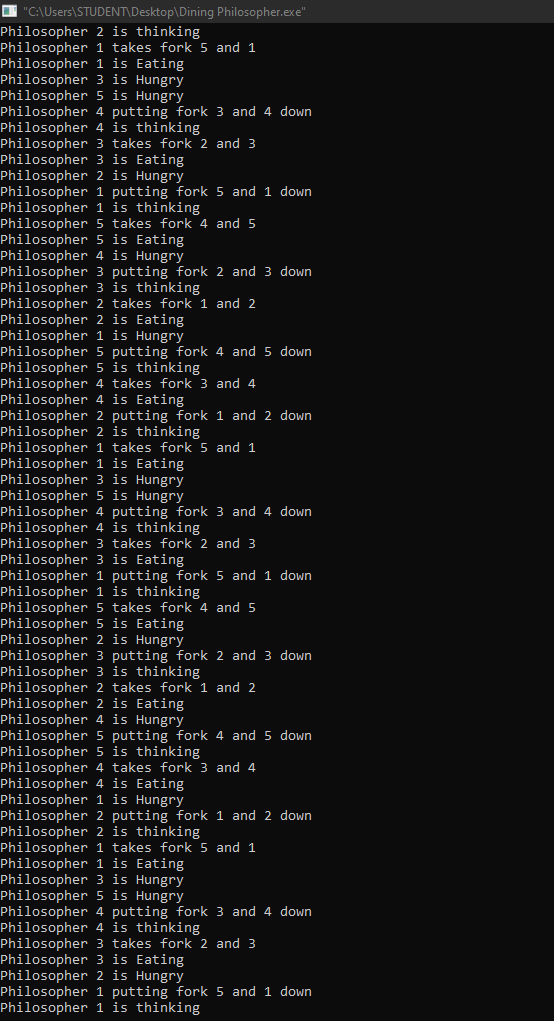 "C:\Users\STUDENT\Desktop\Dining Philosopher.exe"
Philosopher 2 is thinking
Philosopher 1 takes fork 5 and 1
Philosopher 1 is Eating
Philosopher 3 is Hungry
Philosopher 5 is Hungry
Philosopher 4 putting fork 3 and 4 down
Philosopher 4 is thinking
Philosopher 3 takes fork 2 and 3
Philosopher 3 is Eating
Philosopher 2 is Hungry
Philosopher 1 putting fork 5 and 1 down
Philosopher 1 is thinking
Philosopher 5 takes fork 4 and 5
Philosopher 5 is Eating
Philosopher 4 is Hungry
Philosopher 3 putting fork 2 and 3 down
Philosopher 3 is thinking
Philosopher 2 takes fork 1 and 2
Philosopher 2 is Eating
Philosopher 1 is Hungry
Philosopher 5 putting fork 4 and 5 down
Philosopher 5 is thinking
Philosopher 4 takes fork 3 and 4
Philosopher 4 is Eating
Philosopher 2 putting fork 1 and 2 down
Philosopher 2 is thinking
Philosopher 1 takes fork 5 and 1
Philosopher 1 is Eating
Philosopher 3 is Hungry
Philosopher 5 is Hungry
Philosopher 4 putting fork 3 and 4 down
Philosopher 4 is thinking
Philosopher 3 takes fork 2 and 3
Philosopher 3 is Eating
Philosopher 1 putting fork 5 and 1 down
Philosopher 1 is thinking
Philosopher 5 takes fork 4 and 5
Philosopher 5 is Eating
Philosopher 2 is Hungry
Philosopher 3 putting fork 2 and 3 down
Philosopher 3 is thinking
Philosopher 2 takes fork 1 and 2
Philosopher 2 is Eating
Philosopher 4 is Hungry
Philosopher 5 putting fork 4 and 5 down
Philosopher 5 is thinking
Philosopher 4 takes fork 3 and 4
Philosopher 4 is Eating
Philosopher 1 is Hungry
Philosopher 2 putting fork 1 and 2 down
Philosopher 2 is thinking
Philosopher 1 takes fork 5 and 1
Philosopher 1 is Eating
Philosopher 3 is Hungry
Philosopher 5 is Hungry
Philosopher 4 putting fork 3 and 4 down
Philosopher 4 is thinking
Philosopher 3 takes fork 2 and 3
Philosopher 3 is Eating
Philosopher 2 is Hungry
Philosopher 1 putting fork 5 and 1 down
Philosopher 1 is thinking